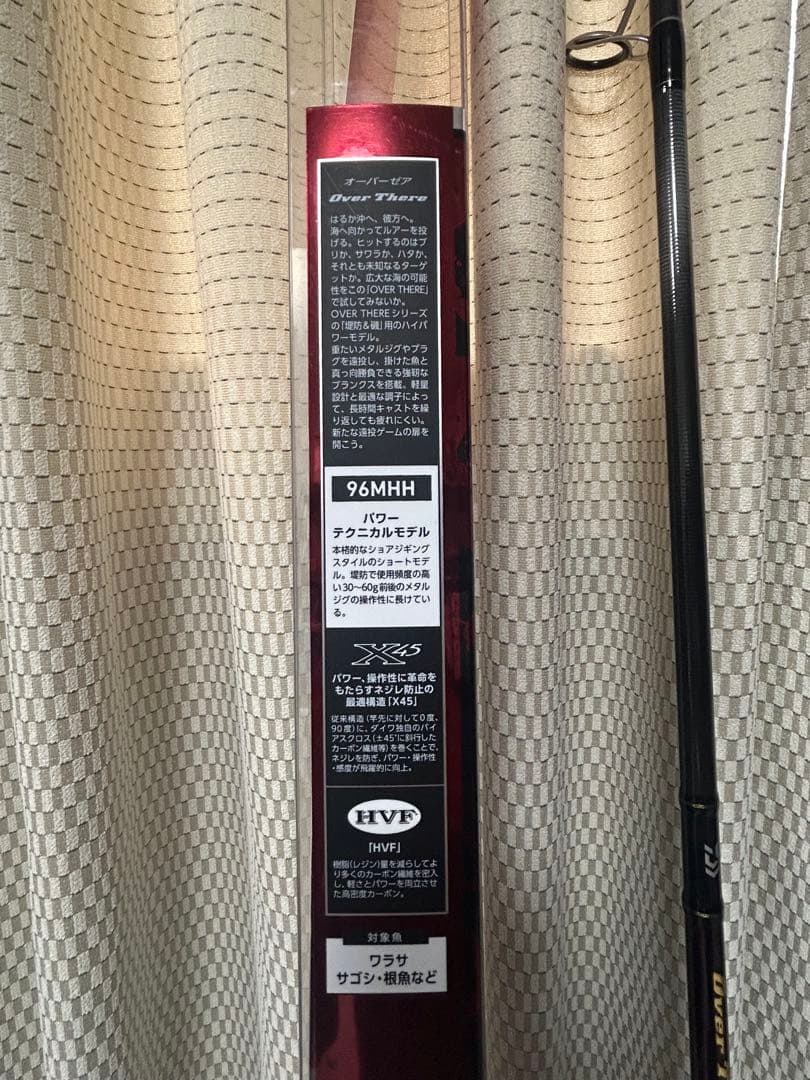 オーバーゼア
Over There
はるか沖へ、彼方へ。
海へ向かってルアーを投
げる。ヒットするのはブ
リか、サワラか、ハタか、
それとも未知なるターゲ
ットか。広大な海の可能
性をこの「OVER THERE」
で試してみないか。
OVER THEREシリーズ
の「堤防&磯」用のハイパ
ワーモデル。
重たいメタルジグやプラ
グを遠投し、掛けた魚と
真っ向勝負できる強靭な
ブランクスを搭載。軽量
設計と最適な調子によっ
て、長時間キャストを繰
り返しても疲れにくい。
新たな遠投ゲームの扉を
開こう。
96MHH
パワー
テクニカルモデル
本格的なショアジギング
スタイルのショートモデ
ル。堤防で使用頻度の高
い30～60g前後のメタル
ジグの操作性に長けてい
る。
X45
パワー、操作性に革命を
もたらすネジレ防止の
最適構造「X45」
従来構造(竿先に対して0度、
90度)に、ダイワ独自のバイ
アスクロス(±45°に斜行した
カーボン繊維等)を巻くことで、
ネジレを防ぎ、パワー・操作性
・感度が飛躍的に向上。
HVF
「HVF」
樹脂(レジン)量を減らしてよ
り多くのカーボン繊維を密入
し、軽さとパワーを両立させ
た高密度カーボン。
対象魚
ワラサ
サゴシ・根魚など
Over T